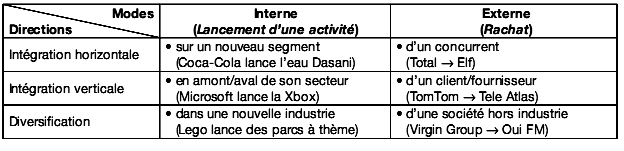 Modes
Directions
Interne
(Lancement d'une activité)
Externe
(Rachat)
Intégration horizontale
• sur un nouveau segment
(Coca-Cola lance l'eau Dasani)
• d'un concurrent
(Total → Elf)
Intégration verticale
• en amont/aval de son secteur
(Microsoft lance la Xbox)
• d'un client/fournisseur
(TomTom → Tele Atlas)
Diversification
• dans une nouvelle industrie
(Lego lance des parcs à thème)
• d'une société hors industrie
(Virgin Group → Oui FM)